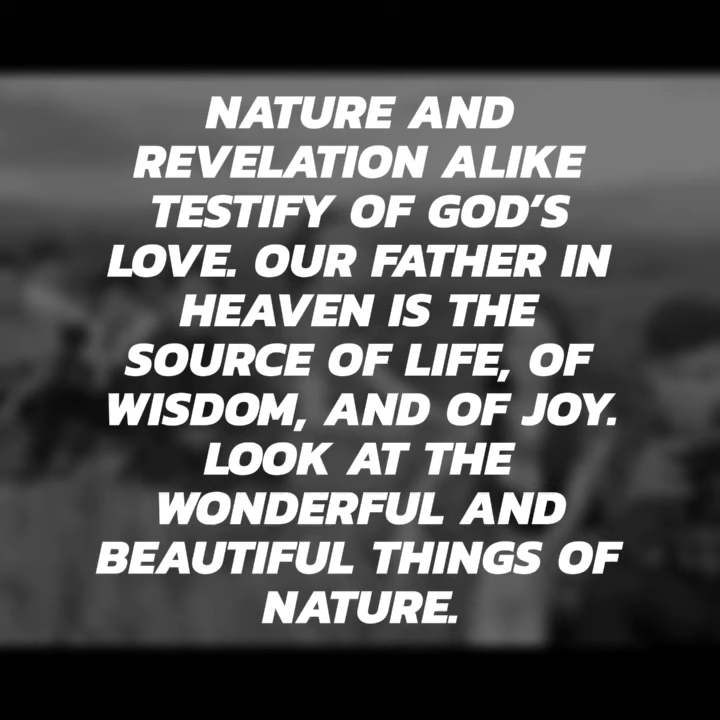 NATURE AND
REVELATION ALIKE
TESTIFY OF GOD'S
LOVE. OUR FATHER IN
HEAVEN IS THE
SOURCE OF LIFE, OF
WISDOM, AND OF JOY.
LOOK AT THE
WONDERFUL AND
BEAUTIFUL THINGS OF
NATURE.